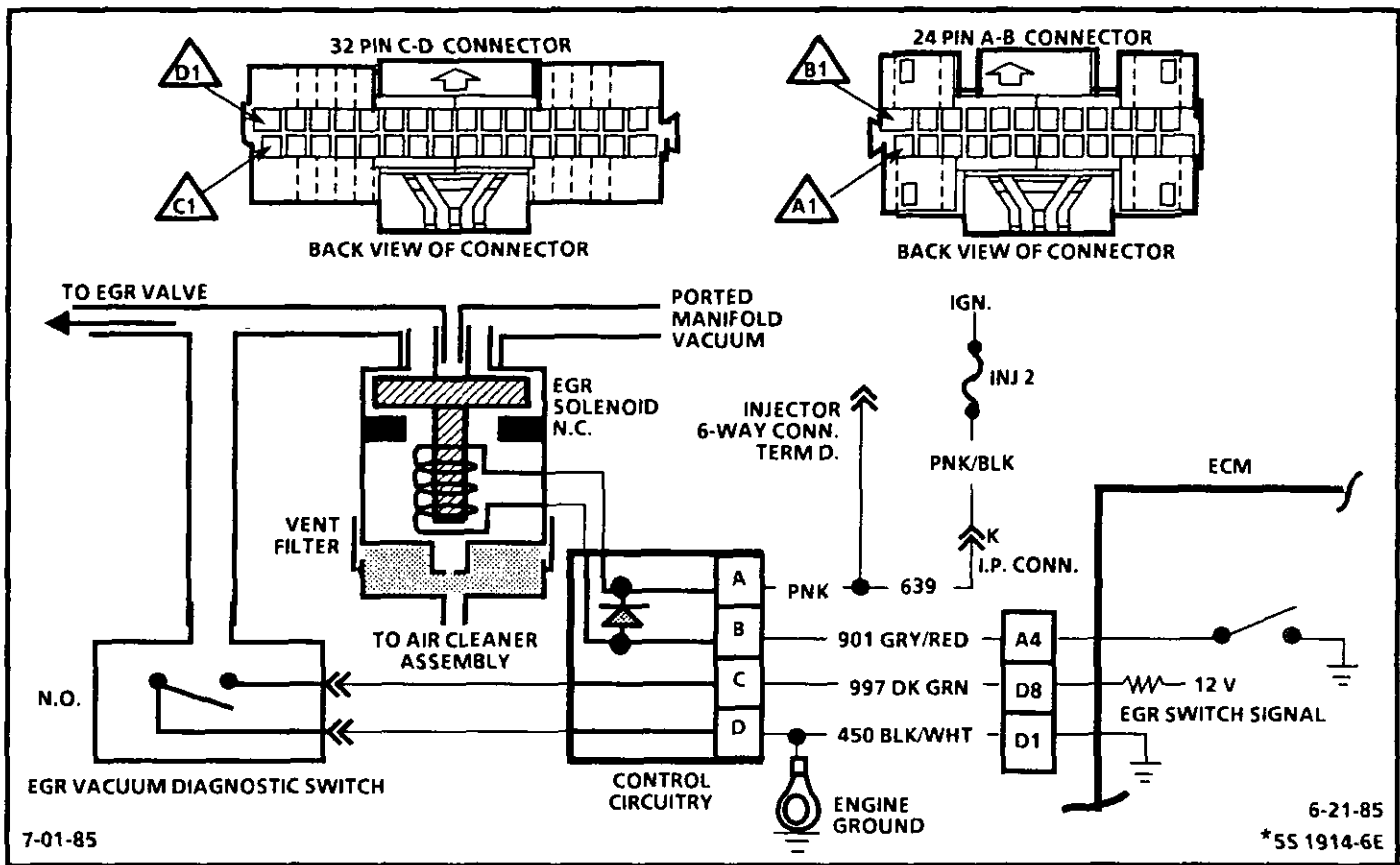 32 PIN C-D CONNECTOR
24 PIN A-B CONNECTOR
D1
B1
C1
A1
BACK VIEW OF CONNECTOR
BACK VIEW OF CONNECTOR
TO EGR VALVE
PORTED
MANIFOLD
VACUUM
IGN.
EGR
SOLENOID
N.C.
INJ 2
INJECTOR
6-WAY CONN.
TERM D.
PNK/BLK
ECM
VENT
FILTER
K
I.P. CONN.
A
PNK
639
TO AIR CLEANER
ASSEMBLY
B
901 GRY/RED
A4
N.O.
C
997 DK GRN
D8
12 V
EGR SWITCH SIGNAL
D
450 BLK/WHT
D1
EGR VACUUM DIAGNOSTIC SWITCH
CONTROL
CIRCUITRY
ENGINE
GROUND
7-01-85
6-21-85
*5S 1914-6E